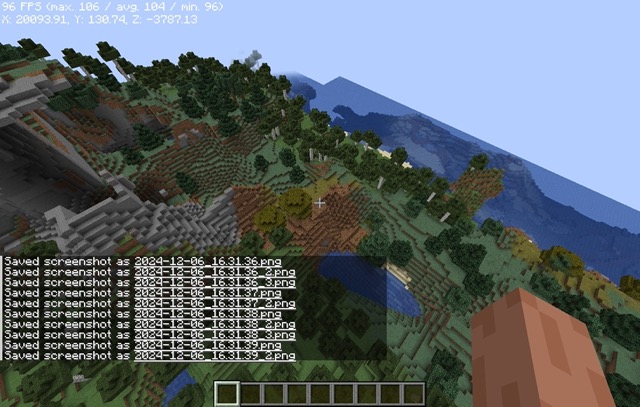 96 FPS (max. 106 / avg. 104 / min. 96)
X: 20093.91, Y: 130.74, Z: -3787.13
Saved screenshot as 2024-12-06_16.31.36.png
Saved screenshot as 2024-12-06_16.31.36_2.png
Saved screenshot as 2024-12-06_16.31.36_3.png
Saved screenshot as 2024-12-06_16.31.37.png
Saved screenshot as 2024-12-06_16.31.37_2.png
Saved screenshot as 2024-12-06_16.31.38.png
Saved screenshot as 2024-12-06_16.31.38_2.png
Saved screenshot as 2024-12-06_16.31.38_3.png
Saved screenshot as 2024-12-06_16.31.39.png
Saved screenshot as 2024-12-06_16.31.39_2.png